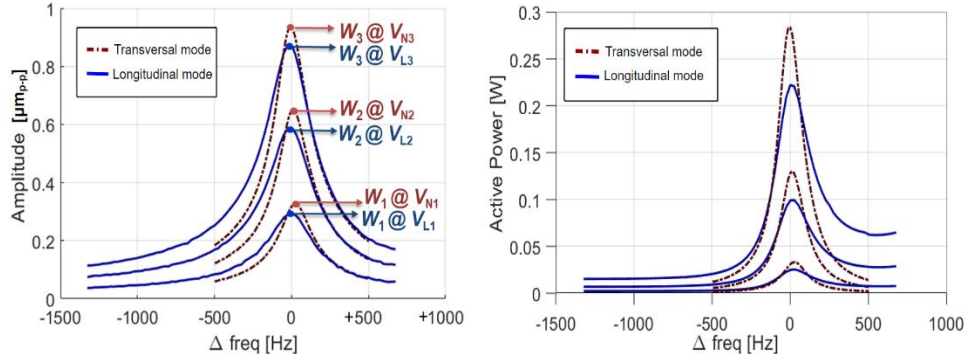 1
0.8
0.6
0.4
0.2
0
Amplitude [µmp-p]
Transversal mode
Longitudinal mode
W3 @ VN3
W3 @ VL3
W2 @ VN2
W2 @ VL2
W1 @ VN1
W1 @ VL1
-1500 -1000 -500 0 +500 +1000
Δ freq [Hz]
0.3
0.25
0.2
0.15
0.1
0.05
0
Active Power [W]
Transversal mode
Longitudinal mode
-1500 -1000 -500 0 500 1000
Δ freq [Hz]